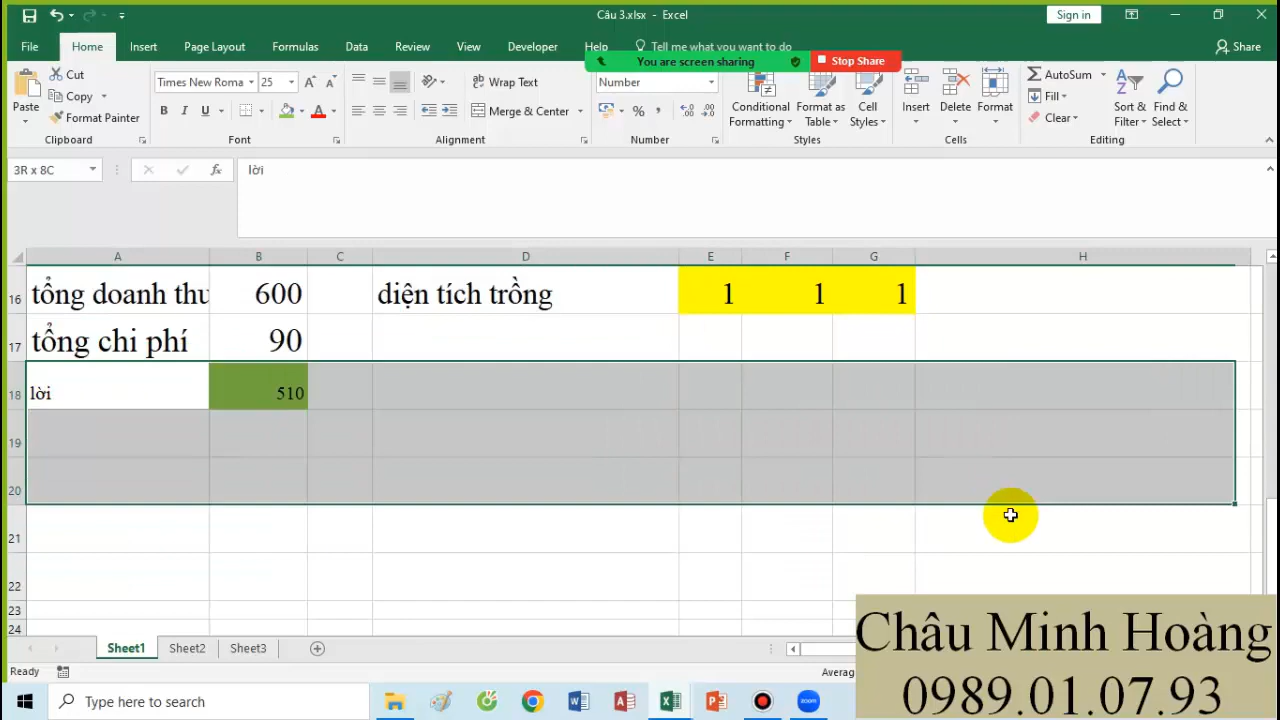 Câu 3.xlsx - Excel
Sign in
File Home Insert Page Layout Formulas Data Review View Developer Help Tell me what you want to do Share
You are screen sharing Stop Share
Paste
Cut
Copy
Format Painter
Clipboard
Times New Roma 25
B I U
Font
Wrap Text
Merge & Center
Alignment
Number
% ,
Number
Conditional Formatting
Format as Table
Cell Styles
Styles
Insert
Delete
Format
Cells
AutoSum
Fill
Clear
Sort & Filter
Find & Select
Editing
3R x 8C fx lời
A B C D E F G H
16 tổng doanh thu 600 diện tích trồng 1 1 1
17 tổng chi phí 90
18 lời 510
19
20
21
22
23
24
Sheet1 Sheet2 Sheet3
Ready Averag
Type here to search
Châu Minh Hoàng
0989.01.07.93